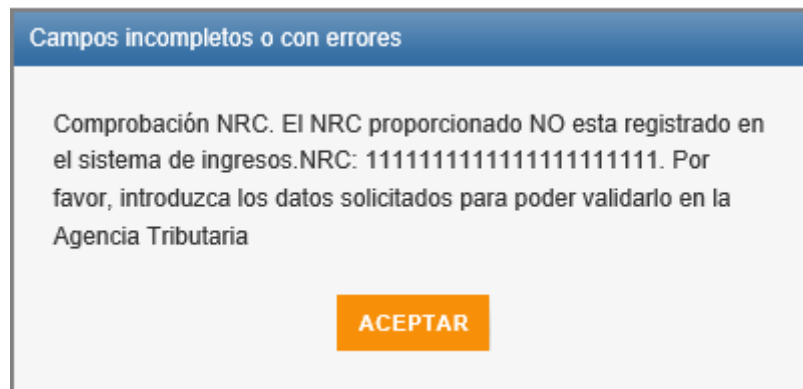 Campos incompletos o con errores
Comprobación NRC. El NRC proporcionado NO esta registrado en
el sistema de ingresos.NRC: 1111111111111111111111. Por
favor, introduzca los datos solicitados para poder validarlo en la
Agencia Tributaria
ACEPTAR